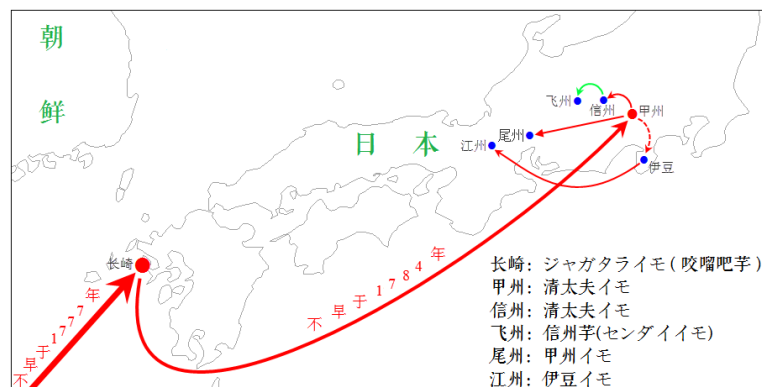 朝
鲜
日本
飞州
信州
甲州
尾州
江州
伊豆
长崎
不早于1777年
不早于1784年
长崎: ジャガタライモ(咬𠺕吧芋)
甲州: 清太夫イモ
信州: 清太夫イモ
飞州: 信州芋(センダイイモ)
尾州: 甲州イモ
江州: 伊豆イモ